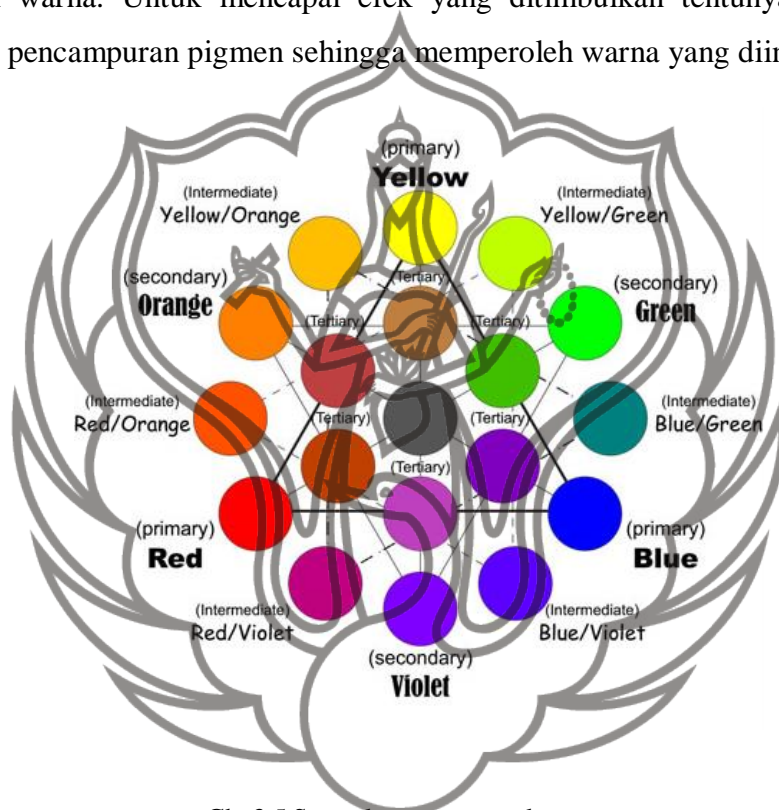 warna. Untuk mencapai efek yang ditimbulkan tentunya
pencampuran pigmen sehingga memperoleh warna yang
(primary)
Yellow
(Intermediate)
Yellow/Orange
(Intermediate)
Yellow/Green
(secondary)
Orange
(Tertiary)
(secondary)
Green
(Tertiary)
(Tertiary)
(Intermediate)
Red/Orange
(Tertiary)
(Tertiary)
(Intermediate)
Blue/Green
(Tertiary)
(primary)
Red
(primary)
Blue
(Intermediate)
Red/Violet
(Intermediate)
Blue/Violet
(secondary)
Violet